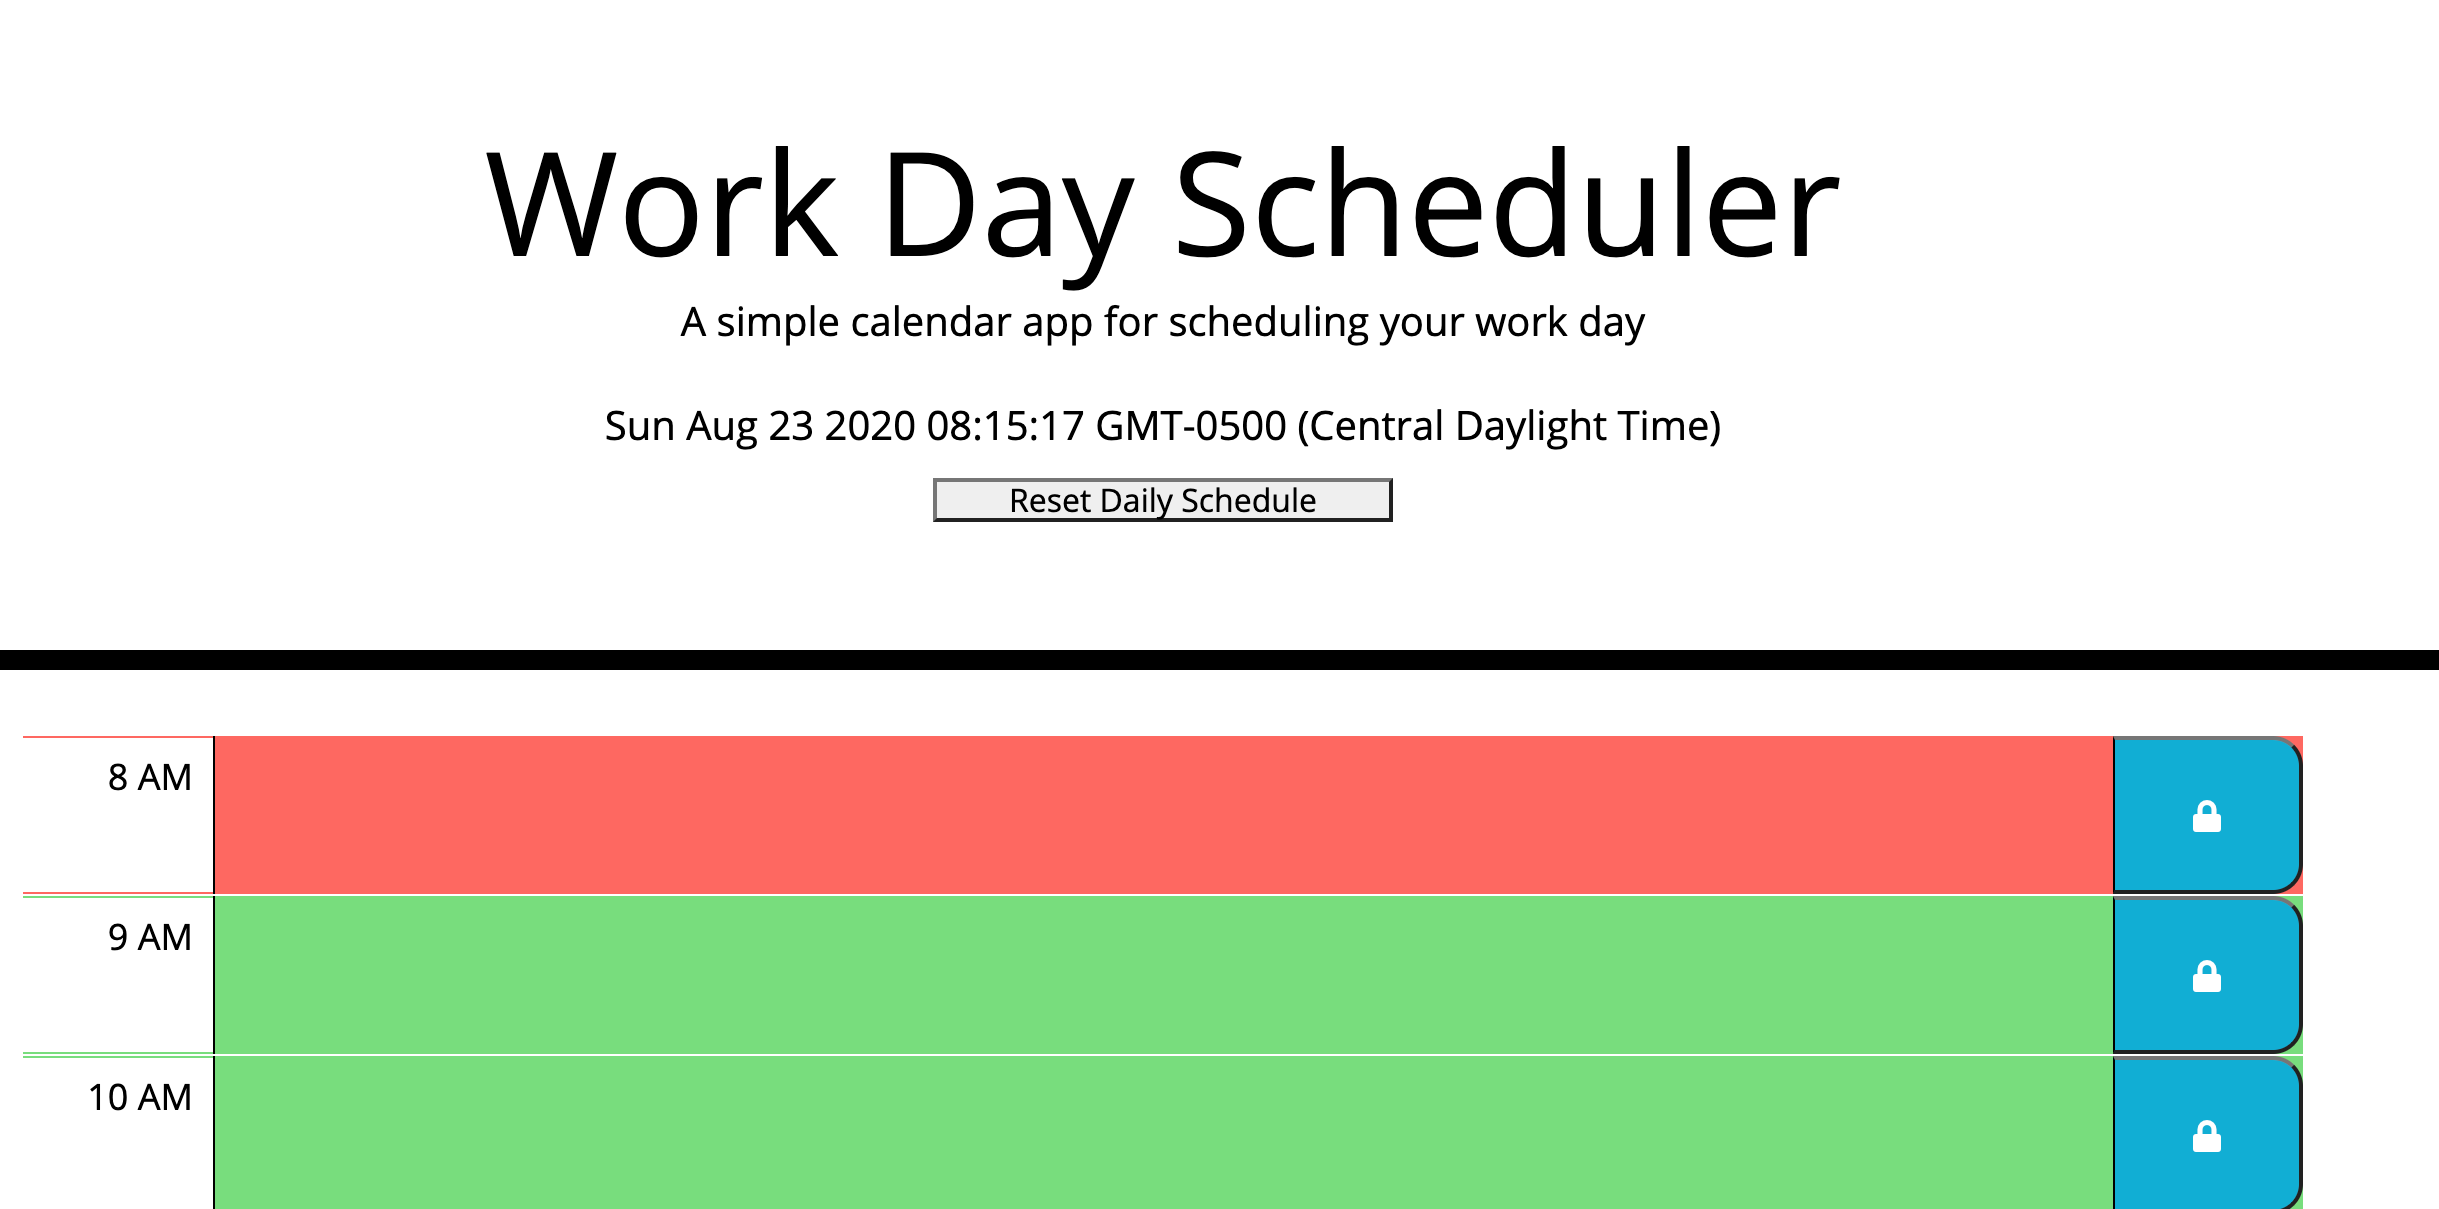 Work Day Scheduler
A simple calendar app for scheduling your work day
Sun Aug 23 2020 08:15:17 GMT-0500 (Central Daylight Time)
Reset Daily Schedule
8 AM
9 AM
10 AM